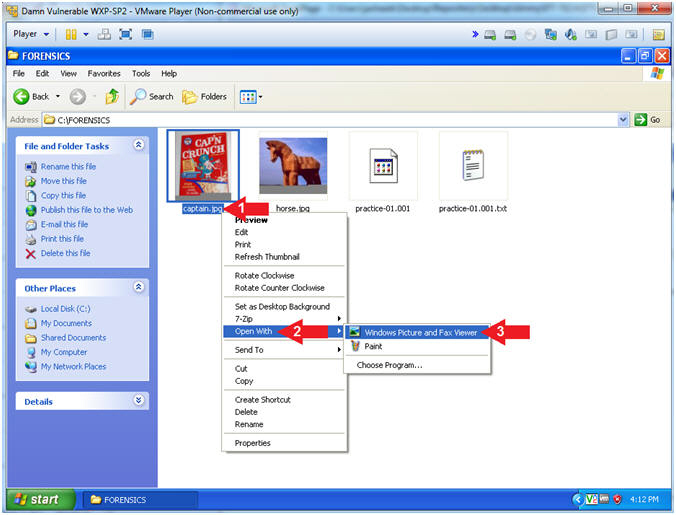 Damn Vulnerable WXP-SP2 - VMware Player (Non-commercial use only)
Player
FORENSICS
File Edit View Favorites Tools Help
Back Search Folders
Address C:\FORENSICS Go
File and Folder Tasks
Rename this file
Move this file
Copy this file
Publish this file to the Web
E-mail this file
Print this file
Delete this file
Other Places
Local Disk (C:)
My Documents
Shared Documents
My Computer
My Network Places
Details
CAP'N
CRUNCH
captain.jpg
horse.jpg
practice-01.001
practice-01.001.txt
1
Preview
Edit
Print
Refresh Thumbnail
Rotate Clockwise
Rotate Counter Clockwise
Set as Desktop Background
7-Zip
Open With
2
Send To
Cut
Copy
Create Shortcut
Delete
Rename
Properties
Windows Picture and Fax Viewer
3
Paint
Choose Program...
start
FORENSICS
4:12 PM